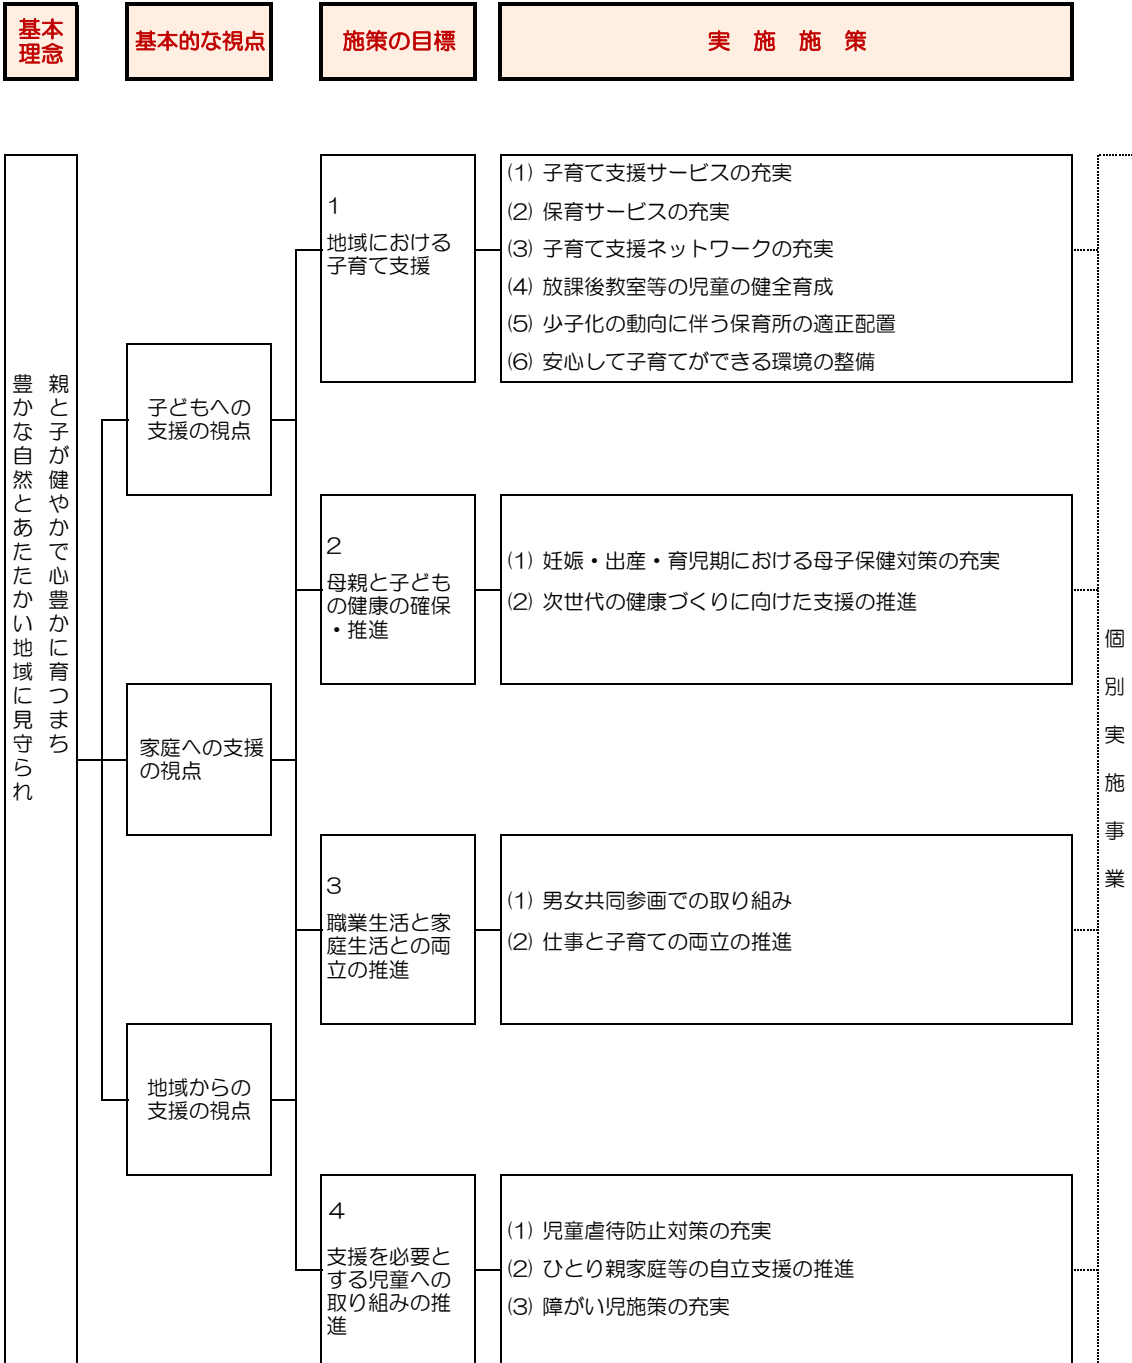 基本
理念
基本的な視点
施策の目標
実施施策
豊かな自然とあたたかい地域に見守られ
親と子が健やかで心豊かに育つまち
子どもへの
支援の視点
家庭への支援
の視点
地域からの
支援の視点
1
地域における
子育て支援
(1) 子育て支援サービスの充実
(2) 保育サービスの充実
(3) 子育て支援ネットワークの充実
(4) 放課後教室等の児童の健全育成
(5) 少子化の動向に伴う保育所の適正配置
(6) 安心して子育てができる環境の整備
2
母親と子ども
の健康の確保
・推進
(1) 妊娠・出産・育児期における母子保健対策の充実
(2) 次世代の健康づくりに向けた支援の推進
3
職業生活と家
庭生活との両
立の推進
(1) 男女共同参画での取り組み
(2) 仕事と子育ての両立の推進
4
支援を必要と
する児童への
取り組みの推
進
(1) 児童虐待防止対策の充実
(2) ひとり親家庭等の自立支援の推進
(3) 障がい児施策の充実
個別実施事業